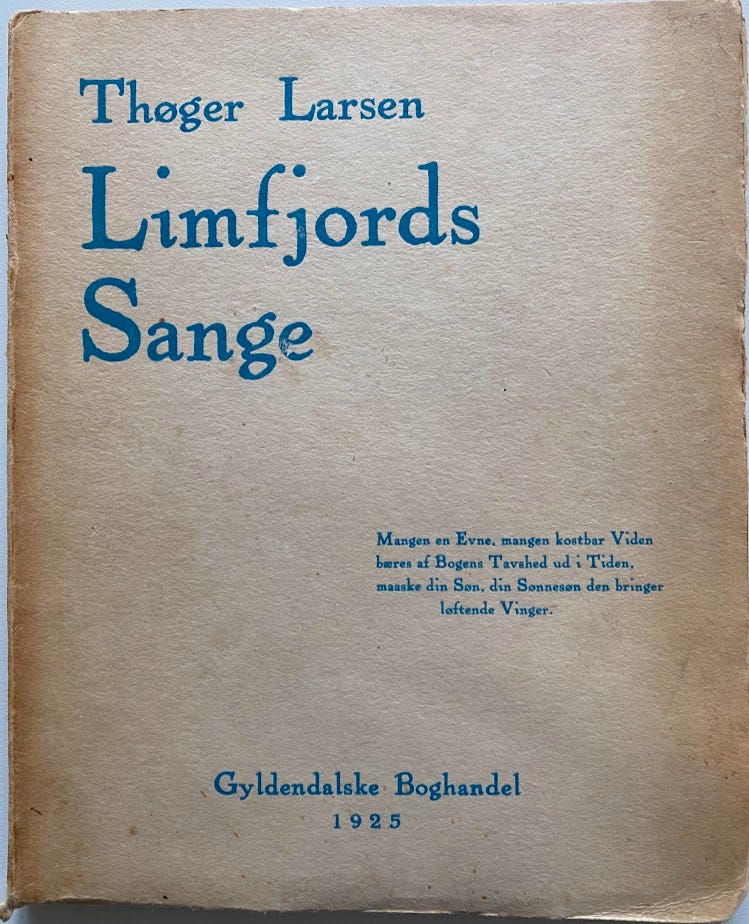 Thøger Larsen
Limfjords
Sange
Mangen en Evne, mangen kostbar Viden
bæres af Bogens Tavshed ud i Tiden,
maaske din Søn, din Sønnesøn den bringer
løftende Vinger.
Gyldendalske Boghandel
1925